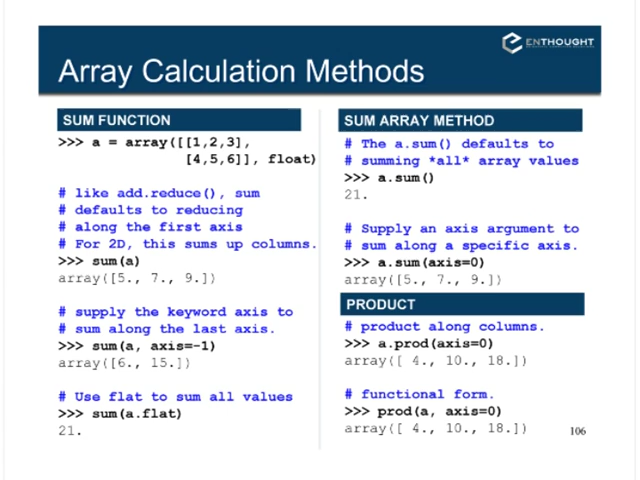 ENTHOUGHT
Array Calculation Methods
SUM FUNCTION
>>> a = array([[1,2,3],
[4,5,6]], float)
# like add.reduce(), sum
# defaults to reducing
# along the first axis
# For 2D, this sums up columns.
>>> sum(a)
array([5., 7., 9.])
# supply the keyword axis to
# sum along the last axis.
>>> sum(a, axis=-1)
array([6., 15.])
# Use flat to sum all values
>>> sum(a.flat)
21.
SUM ARRAY METHOD
# The a.sum() defaults to
# summing *all* array values
>>> a.sum()
21.
# Supply an axis argument to
# sum along a specific axis.
>>> a.sum(axis=0)
array([5., 7., 9.])
PRODUCT
# product along columns.
>>> a.prod(axis=0)
array([ 4., 10., 18.])
# functional form.
>>> prod(a, axis=0)
array([ 4., 10., 18.])
106